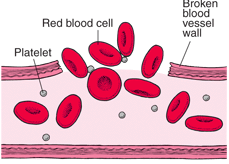 Red blood cell
Broken
blood
vessel
wall
Platelet